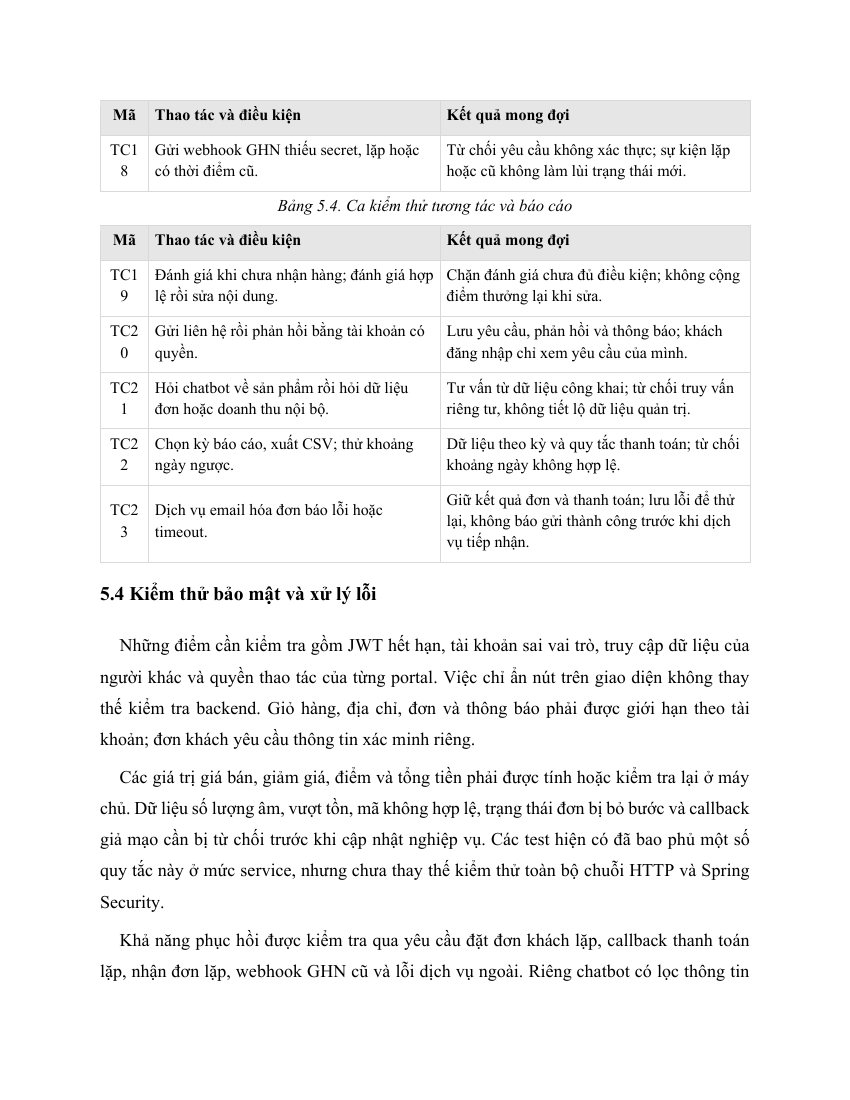 Mã Thao tác và điều kiện Kết quả mong đợi
TC1 Gửi webhook GHN thiếu secret, lặp hoặc Từ chối yêu cầu không xác thực; sự kiện lặp
8 có thời điểm cũ. hoặc cũ không làm lùi trạng thái mới.
Bảng 5.4. Ca kiểm thử tương tác và báo cáo
Mã Thao tác và điều kiện Kết quả mong đợi
TC1 Đánh giá khi chưa nhận hàng; đánh giá hợp Chặn đánh giá chưa đủ điều kiện; không cộng
9 lệ rồi sửa nội dung. điểm thưởng lại khi sửa.
TC2 Gửi liên hệ rồi phản hồi bằng tài khoản có Lưu yêu cầu, phản hồi và thông báo; khách
0 quyền. đăng nhập chỉ xem yêu cầu của mình.
TC2 Hỏi chatbot về sản phẩm rồi hỏi dữ liệu Tư vấn từ dữ liệu công khai; từ chối truy vấn
1 đơn hoặc doanh thu nội bộ. riêng tư, không tiết lộ dữ liệu quản trị.
TC2 Chọn kỳ báo cáo, xuất CSV; thử khoảng Dữ liệu theo kỳ và quy tắc thanh toán; từ chối
2 ngày ngược. khoảng ngày không hợp lệ.
TC2 Dịch vụ email hóa đơn báo lỗi hoặc Giữ kết quả đơn và thanh toán; lưu lỗi để thử
3 timeout. lại, không báo gửi thành công trước khi dịch
vụ tiếp nhận.
5.4 Kiểm thử bảo mật và xử lý lỗi
Những điểm cần kiểm tra gồm JWT hết hạn, tài khoản sai vai trò, truy cập dữ liệu của
người khác và quyền thao tác của từng portal. Việc chỉ ẩn nút trên giao diện không thay
thế kiểm tra backend. Giỏ hàng, địa chỉ, đơn và thông báo phải được giới hạn theo tài
khoản; đơn khách yêu cầu thông tin xác minh riêng.
Các giá trị giá bán, giảm giá, điểm và tổng tiền phải được tính hoặc kiểm tra lại ở máy
chủ. Dữ liệu số lượng âm, vượt tồn, mã không hợp lệ, trạng thái đơn bị bỏ bước và callback
giả mạo cần bị từ chối trước khi cập nhật nghiệp vụ. Các test hiện có đã bao phủ một số
quy tắc này ở mức service, nhưng chưa thay thế kiểm thử toàn bộ chuỗi HTTP và Spring
Security.
Khả năng phục hồi được kiểm tra qua yêu cầu đặt đơn khách lặp, callback thanh toán
lặp, nhận đơn lặp, webhook GHN cũ và lỗi dịch vụ ngoài. Riêng chatbot có lọc thông tin